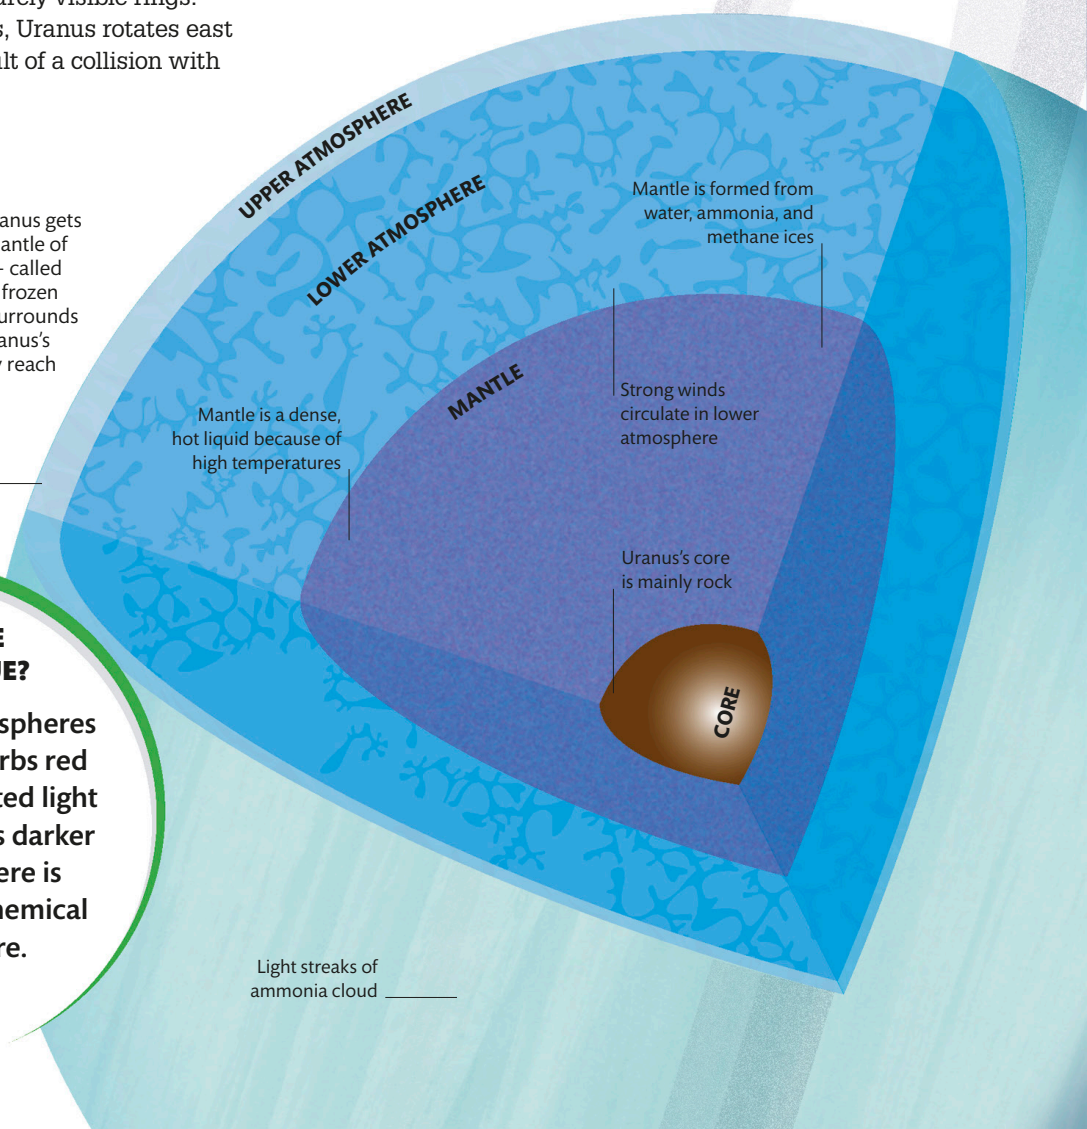 rely visible rings.
, Uranus rotates east
lt of a collision with
UPPER ATMOSPHERE
LOWER ATMOSPHERE
Mantle is formed from
water, ammonia, and
methane ices
anus gets
antle of
called
frozen
urrounds
anus's
reach
MANTLE
Strong winds
circulate in lower
atmosphere
Mantle is a dense,
hot liquid because of
high temperatures
Uranus's core
is mainly rock
CORE
E
E?
spheres
rbs red
ted light
s darker
ere is
hemical
re.
Light streaks of
ammonia cloud